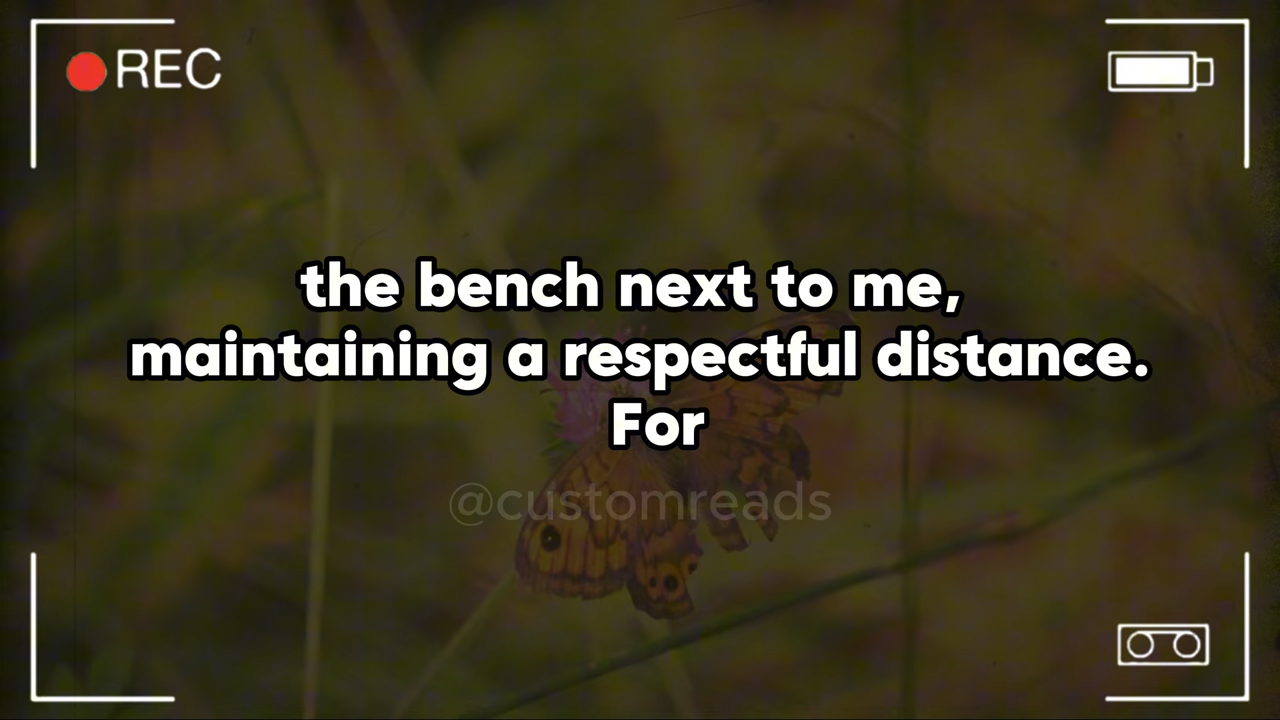 REC
the bench next to me,
maintaining a respectful distance.
For
@customreads